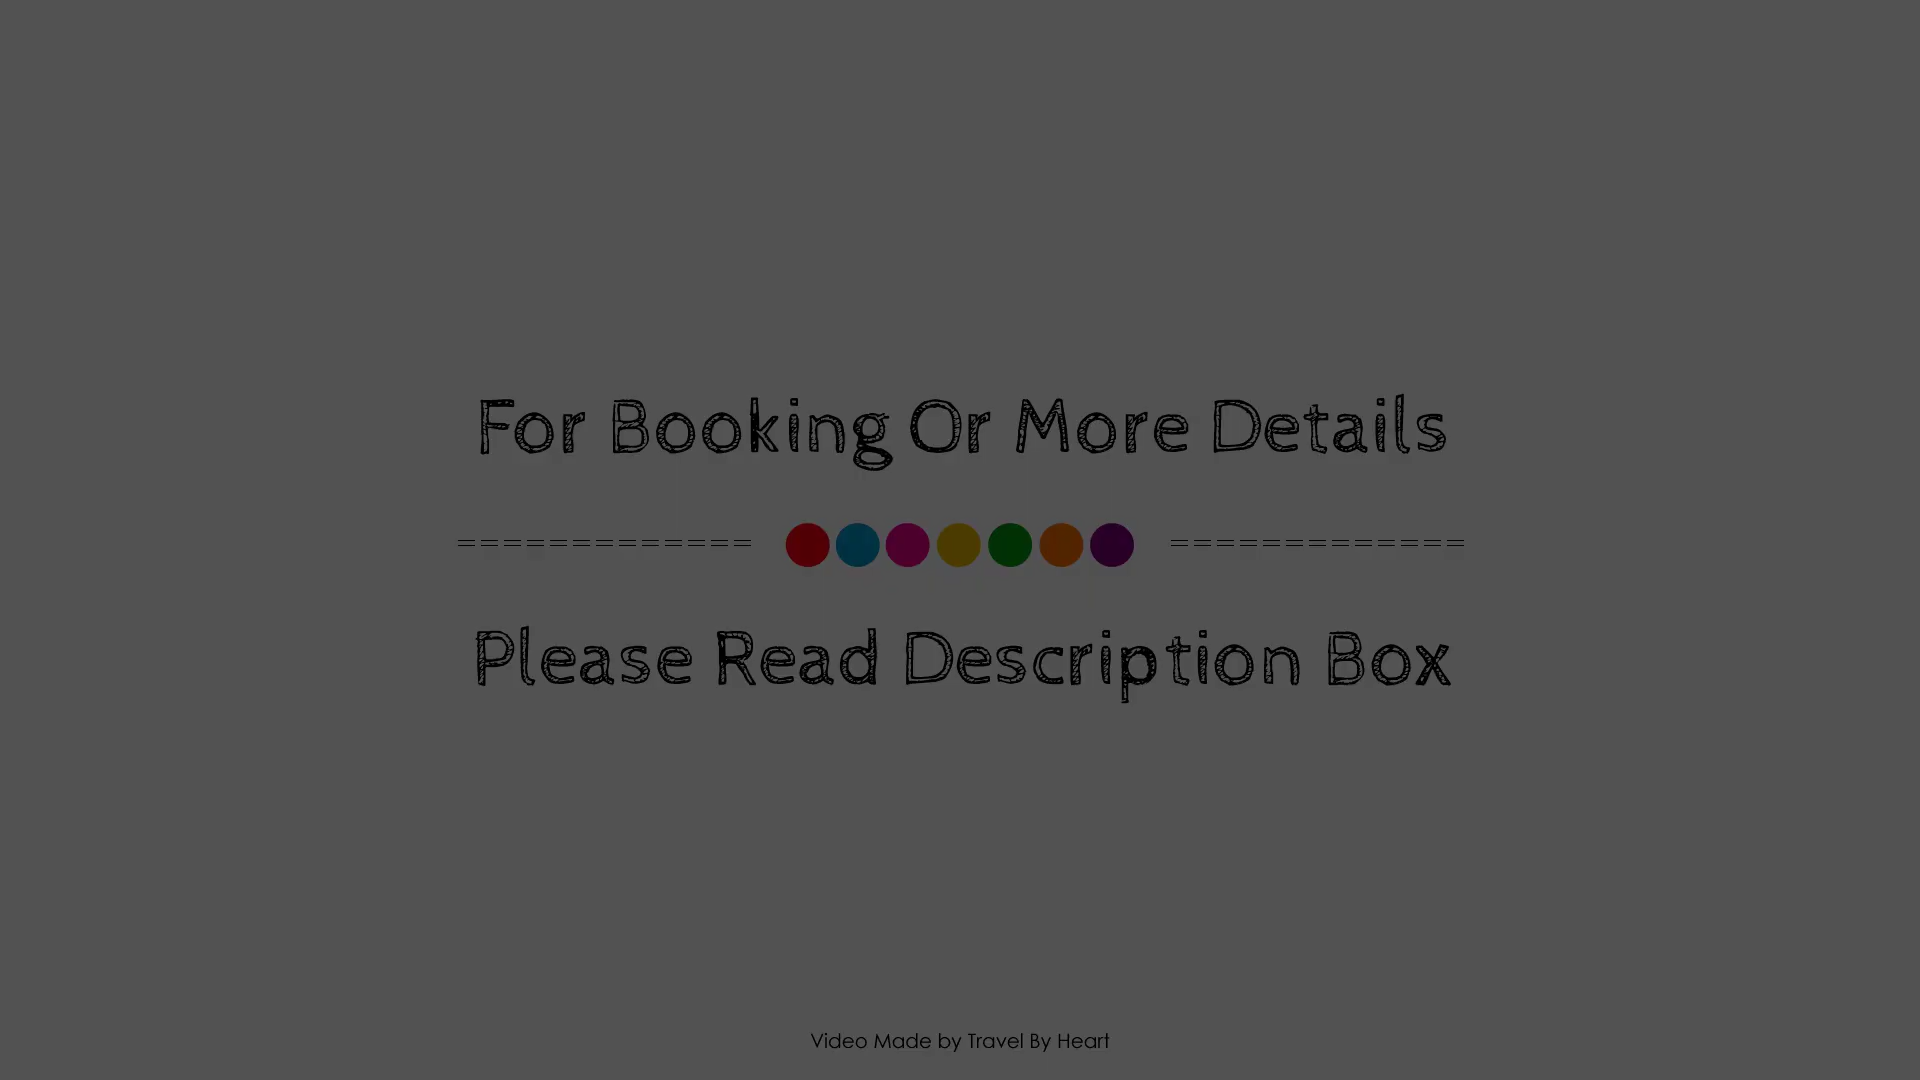 For Booking Or More Details
============= =============
Please Read Description Box
Video Made by Travel By Heart